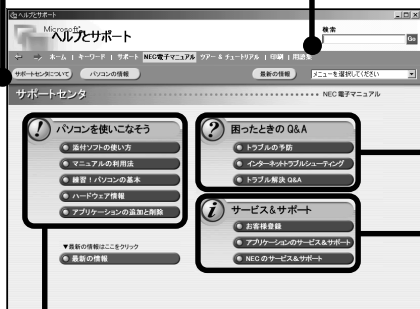 ヘルプとサポート
Microsoft
ヘルプとサポート
検索
Go
ホーム | キーワード | サポート | NEC電子マニュアル | ツアー & チュートリアル | 印刷 | 用語集
サポートセンタについて
パソコンの情報
最新の情報
メニューを選択してください
サポートセンタ
NEC 電子マニュアル
パソコンを使いこなそう
添付ソフトの使い方
マニュアルの利用法
練習!パソコンの基本
ハードウェア情報
アプリケーションの追加と削除
▼最新の情報はここをクリック
最新の情報
困ったときの Q&A
トラブルの予防
インターネットトラブルシューティング
トラブル解決 Q&A
サービス&サポート
お客様登録
アプリケーションのサービス&サポート
NEC のサービス&サポート